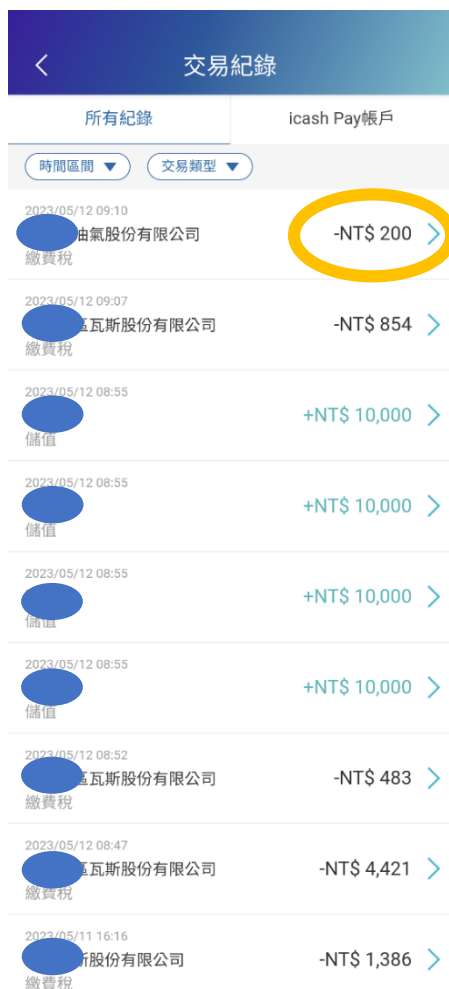 交易紀錄
所有紀錄
icash Pay帳戶
時間區間 ▼
交易類型 ▼
2023/05/12 09:10
油氣股份有限公司
-NT$ 200
繳費稅
2023/05/12 09:07
區瓦斯股份有限公司
-NT$ 854
繳費稅
2023/05/12 08:55
+NT$ 10,000
儲值
2023/05/12 08:55
+NT$ 10,000
儲值
2023/05/12 08:55
+NT$ 10,000
儲值
2023/05/12 08:55
+NT$ 10,000
儲值
2023/05/12 08:52
區瓦斯股份有限公司
-NT$ 483
繳費稅
2023/05/12 08:47
區瓦斯股份有限公司
-NT$ 4,421
繳費稅
2023/05/11 16:16
股份有限公司
-NT$ 1,386
繳費稅